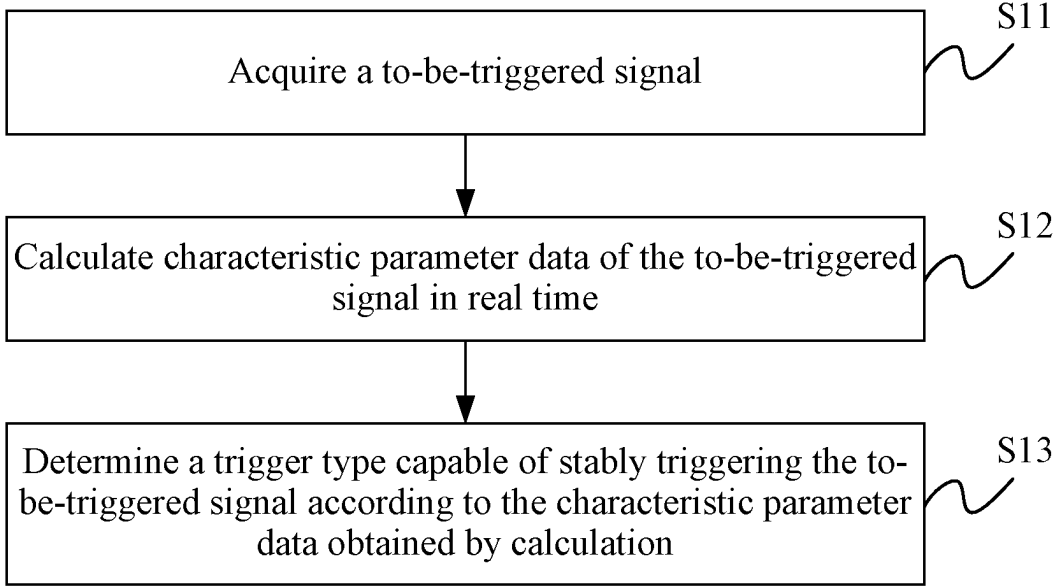 S11
Acquire a to-be-triggered signal
S12
Calculate characteristic parameter data of the to-be-triggered
signal in real time
S13
Determine a trigger type capable of stably triggering the to-
be-triggered signal according to the characteristic parameter
data obtained by calculation